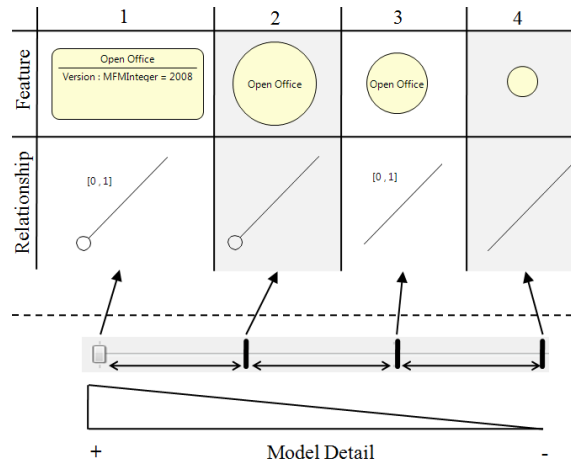 1 2 3 4
Feature
Open Office
Version : MFMInteger = 2008
Open Office
Open Office
Relationship
[0 , 1]
[0 , 1]
+ Model Detail -